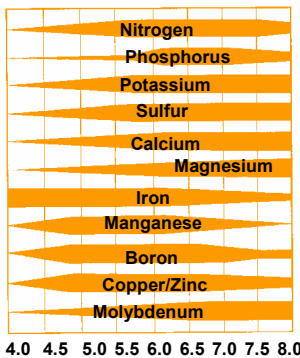 Nitrogen
Phosphorus
Potassium
Sulfur
Calcium
Magnesium
Iron
Manganese
Boron
Copper/Zinc
Molybdenum
4.0 4.5 5.0 5.5 6.0 6.5 7.0 7.5 8.0